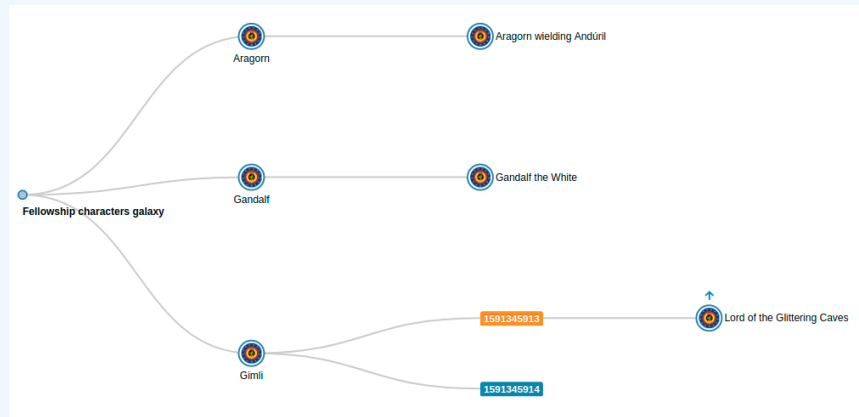 Aragorn wielding Andúril
Aragorn
Gandalf the White
Gandalf
Fellowship characters galaxy
1591345913
Lord of the Glittering Caves
Gimli
1591345914